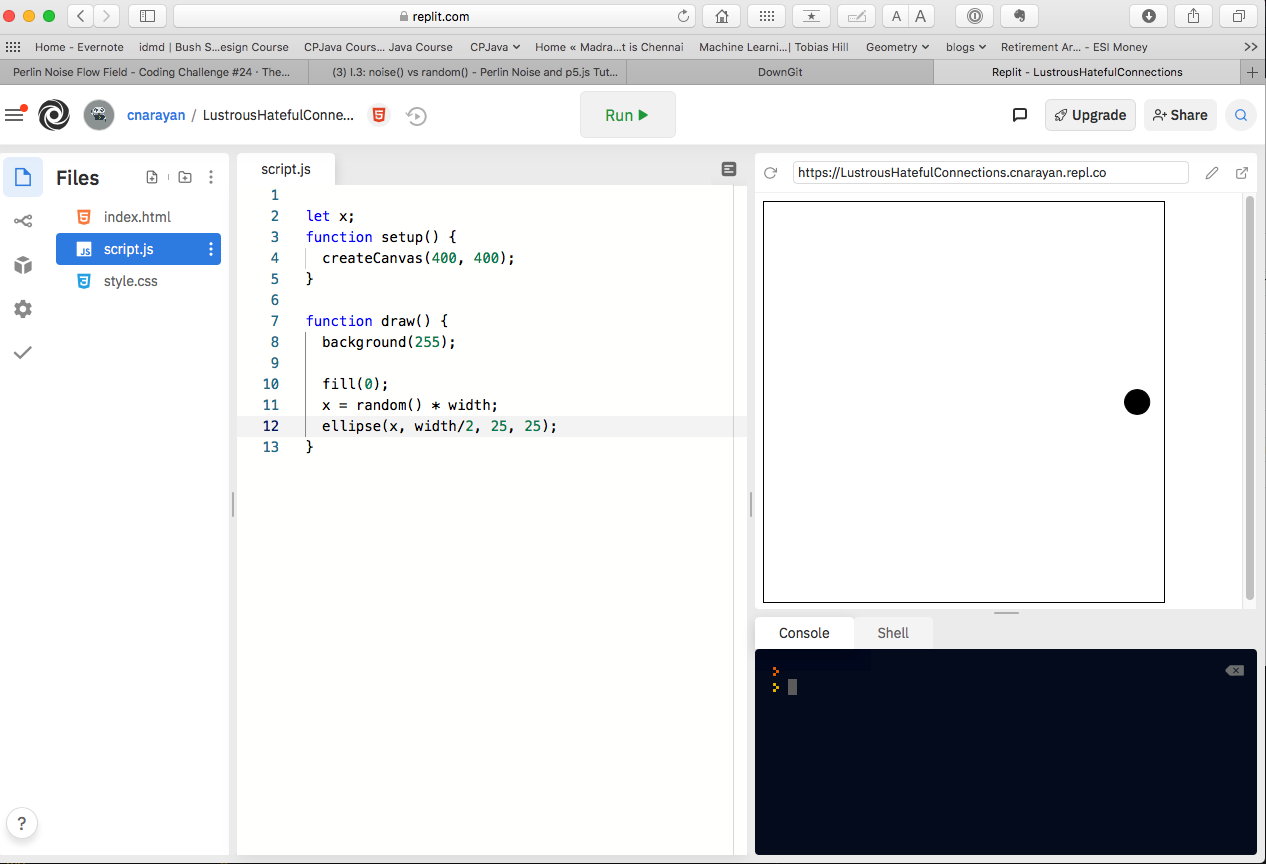 replit.com
A A
Home - Evernote idmd | Bush S...esign Course CPJava Cours... Java Course CPJava Home « Madra...t is Chennai Machine Learni...| Tobias Hill Geometry blogs Retirement Ar... - ESI Money
Perlin Noise Flow Field - Coding Challenge #24 · The... (3) I.3: noise() vs random() - Perlin Noise and p5.js Tut... DownGit Replit - LustrousHatefulConnections
cnarayan / LustrousHatefulConne... Run Upgrade Share
Files
index.html
script.js
style.css
script.js
1
2 let x;
3 function setup() {
4 createCanvas(400, 400);
5 }
6
7 function draw() {
8 background(255);
9
10 fill(0);
11 x = random() * width;
12 ellipse(x, width/2, 25, 25);
13 }
https://LustrousHatefulConnections.cnarayan.repl.co
Console Shell
?